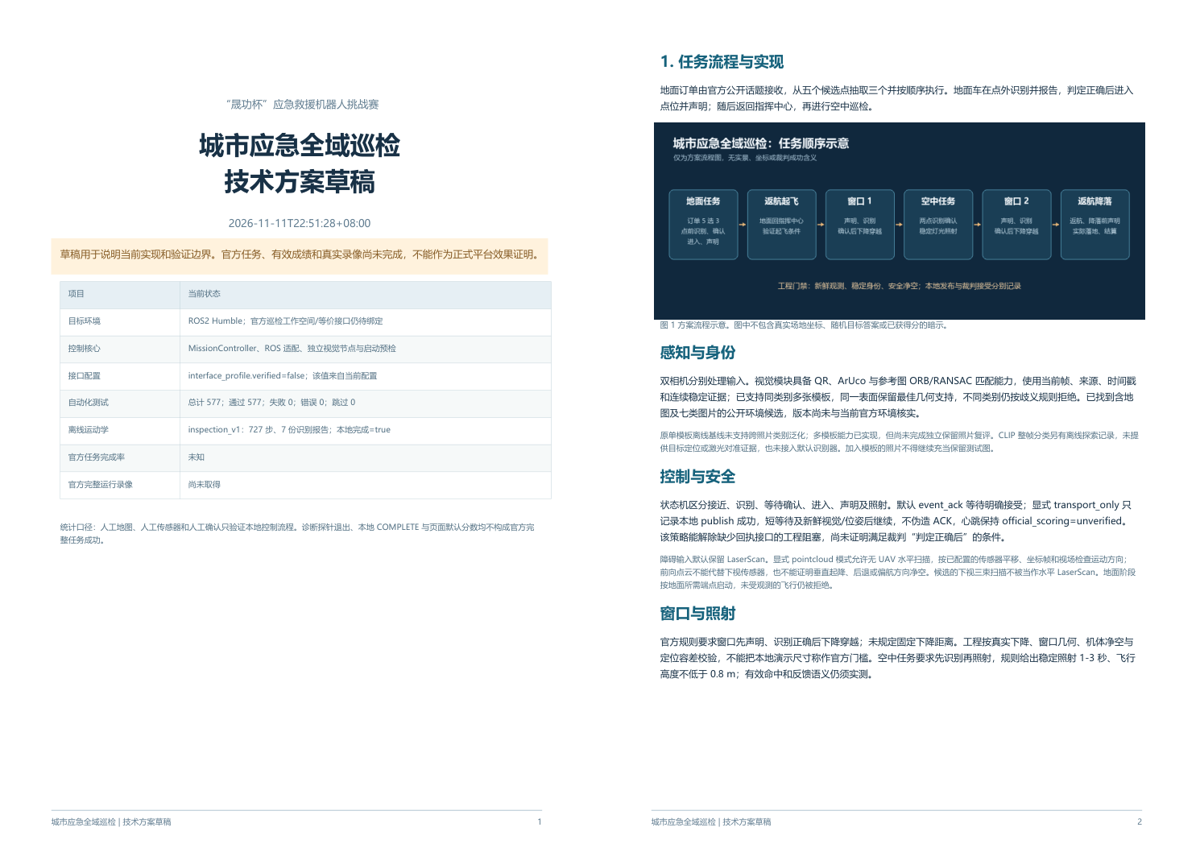 “晟功杯”应急救援机器人挑战赛
城市应急全域巡检
技术方案草稿
2026-11-11T22:51:28+08:00
草稿用于说明当前实现和验证边界。官方任务、有效成绩和真实录像尚未完成，不能作为正式平台效果证明。
项目 当前状态
目标环境 ROS2 Humble；官方巡检工作空间/等价接口仍待绑定
控制核心 MissionController、ROS 适配、独立视觉节点与启动预检
接口配置 interface_profile.verified=false；该值来自当前配置
自动化测试 总计 577；通过 577；失败 0；错误 0；跳过 0
离线运动学 inspection_v1：727 步、7 份识别报告；本地完成=true
官方任务完成率 未知
官方完整运行录像 尚未取得
统计口径：人工地图、人工传感器和人工确认只验证本地控制流程。诊断探针退出、本地 COMPLETE 与页面默认分数均不构成官方完
整任务成功。
城市应急全域巡检 | 技术方案草稿 1
1. 任务流程与实现
地面订单由官方公开话题接收，从五个候选点抽取三个并按顺序执行。地面车在点外识别并报告，判定正确后进入
点位并声明；随后返回指挥中心，再进行空中巡检。
城市应急全域巡检：任务顺序示意
仅为方案流程图，无实景、坐标或裁判成功含义
地面任务
订单 5 选 3
点前识别、确认
进入、声明
返航起飞
地面回指挥中心
验证起飞条件
窗口 1
声明、识别
确认后下降穿越
空中任务
两点识别确认
稳定灯光照射
窗口 2
声明、识别
确认后下降穿越
返航降落
返航、降落前声明
实际落地、结算
工程门禁：新鲜观测、稳定身份、安全净空；本地发布与裁判接受分别记录
图 1 方案流程示意。图中不包含真实场地坐标、随机目标答案或已获得分的暗示。
感知与身份
双相机分别处理输入。视觉模块具备 QR、ArUco 与参考图 ORB/RANSAC 匹配能力，使用当前帧、来源、时间戳
和连续稳定证据；已支持同类别多张模板，同一表面保留最佳几何支持，不同类别仍按歧义规则拒绝。已找到含地
图及七类图片的公开环境候选，版本尚未与当前官方环境核实。
原单模板离线基线未支持跨照片类别泛化；多模板能力已实现，但尚未完成独立保留照片复评。CLIP 整帧分类另有离线探索记录，未提
供目标定位或激光对准证据，也未接入默认识别器。加入模板的照片不得继续充当保留测试图。
控制与安全
状态机区分接近、识别、等待确认、进入、声明及照射。默认 event_ack 等待明确接受；显式 transport_only 只
记录本地 publish 成功，短等待及新鲜视觉/位姿后继续，不伪造 ACK，心跳保持 official_scoring=unverified。
该策略能解除缺少回执接口的工程阻塞，尚未证明满足裁判“判定正确后”的条件。
障碍输入默认保留 LaserScan。显式 pointcloud 模式允许无 UAV 水平扫描，按已配置的传感器平移、坐标帧和视场检查运动方向；
前向点云不能代替下视传感器，也不能证明垂直起降、后退或偏航方向净空。候选的下视三束扫描不被当作水平 LaserScan。地面阶段
按地面所需端点启动，未受观测的飞行仍被拒绝。
窗口与照射
官方规则要求窗口先声明、识别正确后下降穿越；未规定固定下降距离。工程按真实下降、窗口几何、机体净空与
定位容差校验，不能把本地演示尺寸称作官方门槛。空中任务要求先识别再照射，规则给出稳定照射 1-3 秒、飞行
高度不低于 0.8 m；有效命中和反馈语义仍须实测。
城市应急全域巡检 | 技术方案草稿 2